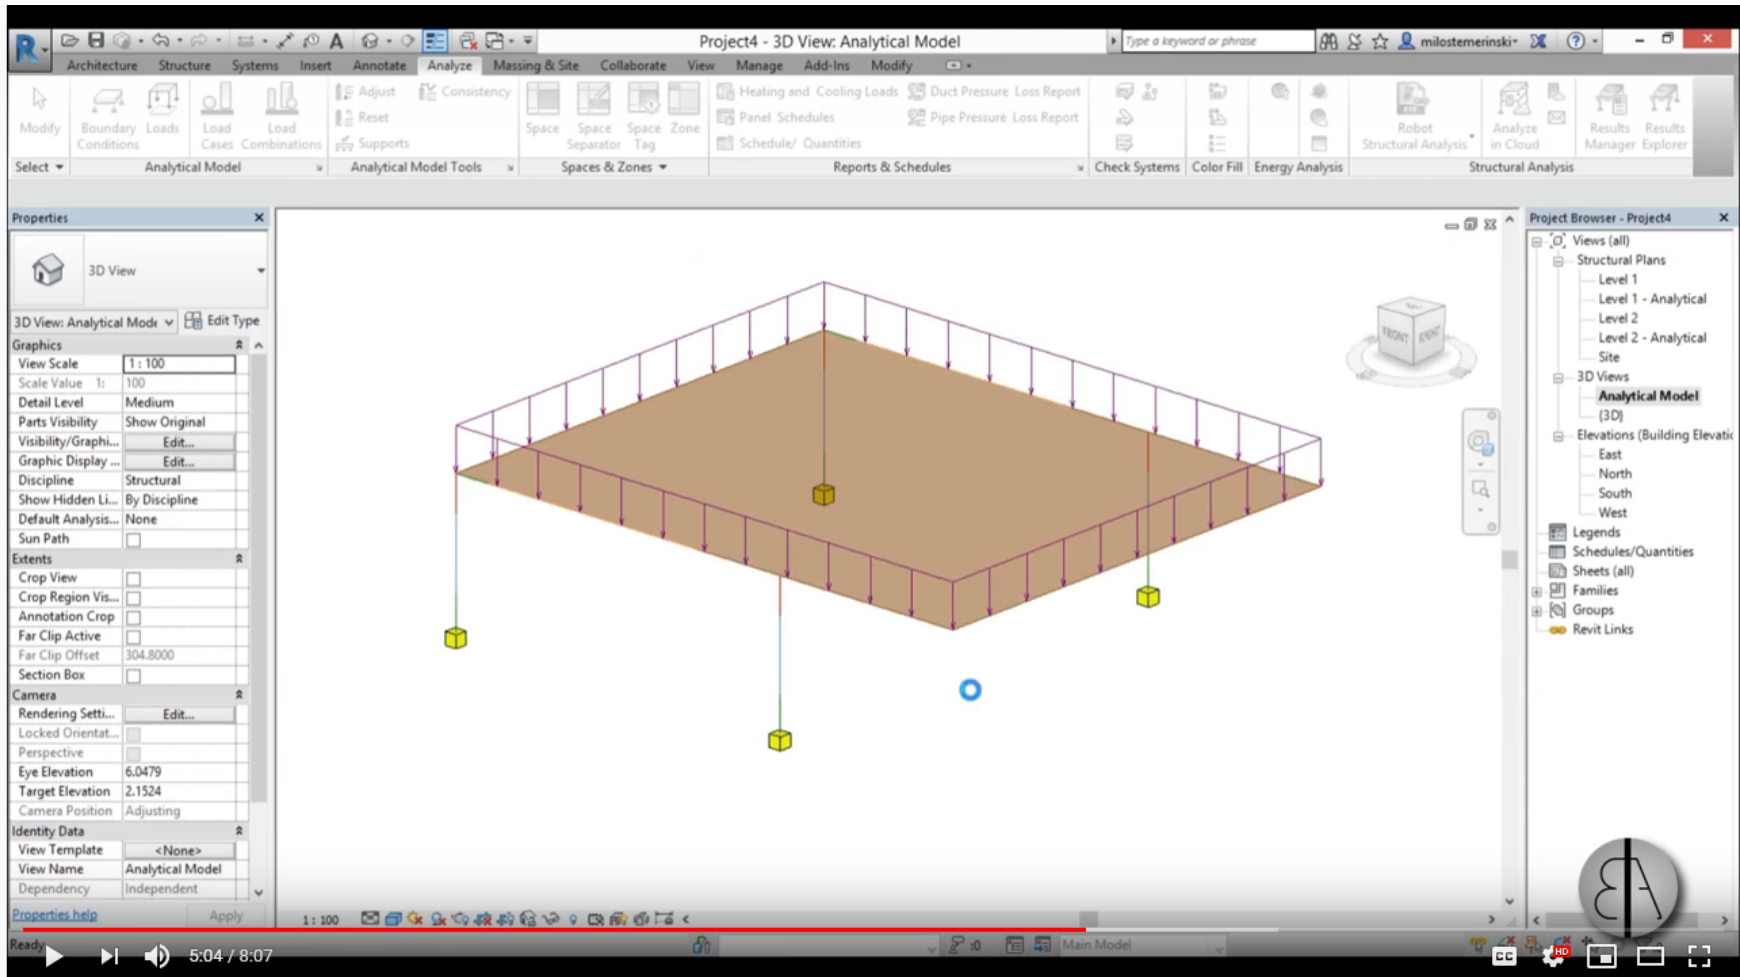 Project4 - 3D View: Analytical Model
Type a keyword or phrase
milostemerinski
Architecture Structure Systems Insert Annotate Analyze Massing & Site Collaborate View Manage Add-Ins Modify
Modify
Boundary Conditions
Loads
Load Cases
Load Combinations
Adjust
Reset
Supports
Consistency
Space
Space Separator
Space Tag
Zone
Heating and Cooling Loads
Panel Schedules
Schedule/ Quantities
Duct Pressure Loss Report
Pipe Pressure Loss Report
Robot Structural Analysis
Analyze in Cloud
Results Manager
Results Explorer
Select
Analytical Model
Analytical Model Tools
Spaces & Zones
Reports & Schedules
Check Systems
Color Fill
Energy Analysis
Structural Analysis
Properties
3D View
3D View: Analytical Mode
Edit Type
Graphics
View Scale 1 : 100
Scale Value 1: 100
Detail Level Medium
Parts Visibility Show Original
Visibility/Graphi... Edit...
Graphic Display ... Edit...
Discipline Structural
Show Hidden Li... By Discipline
Default Analysis... None
Sun Path
Extents
Crop View
Crop Region Vis...
Annotation Crop
Far Clip Active
Far Clip Offset 304.8000
Section Box
Camera
Rendering Setti... Edit...
Locked Orientat...
Perspective
Eye Elevation 6.0479
Target Elevation 2.1524
Camera Position Adjusting
Identity Data
View Template <None>
View Name Analytical Model
Dependency Independent
Properties help
Apply
FRONT
RIGHT
Project Browser - Project4
Views (all)
Structural Plans
Level 1
Level 1 - Analytical
Level 2
Level 2 - Analytical
Site
3D Views
Analytical Model
{3D}
Elevations (Building Elevatio
East
North
South
West
Legends
Schedules/Quantities
Sheets (all)
Families
Groups
Revit Links
1 : 100
Ready
:0
Main Model
5:04 / 8:07
CC
HD